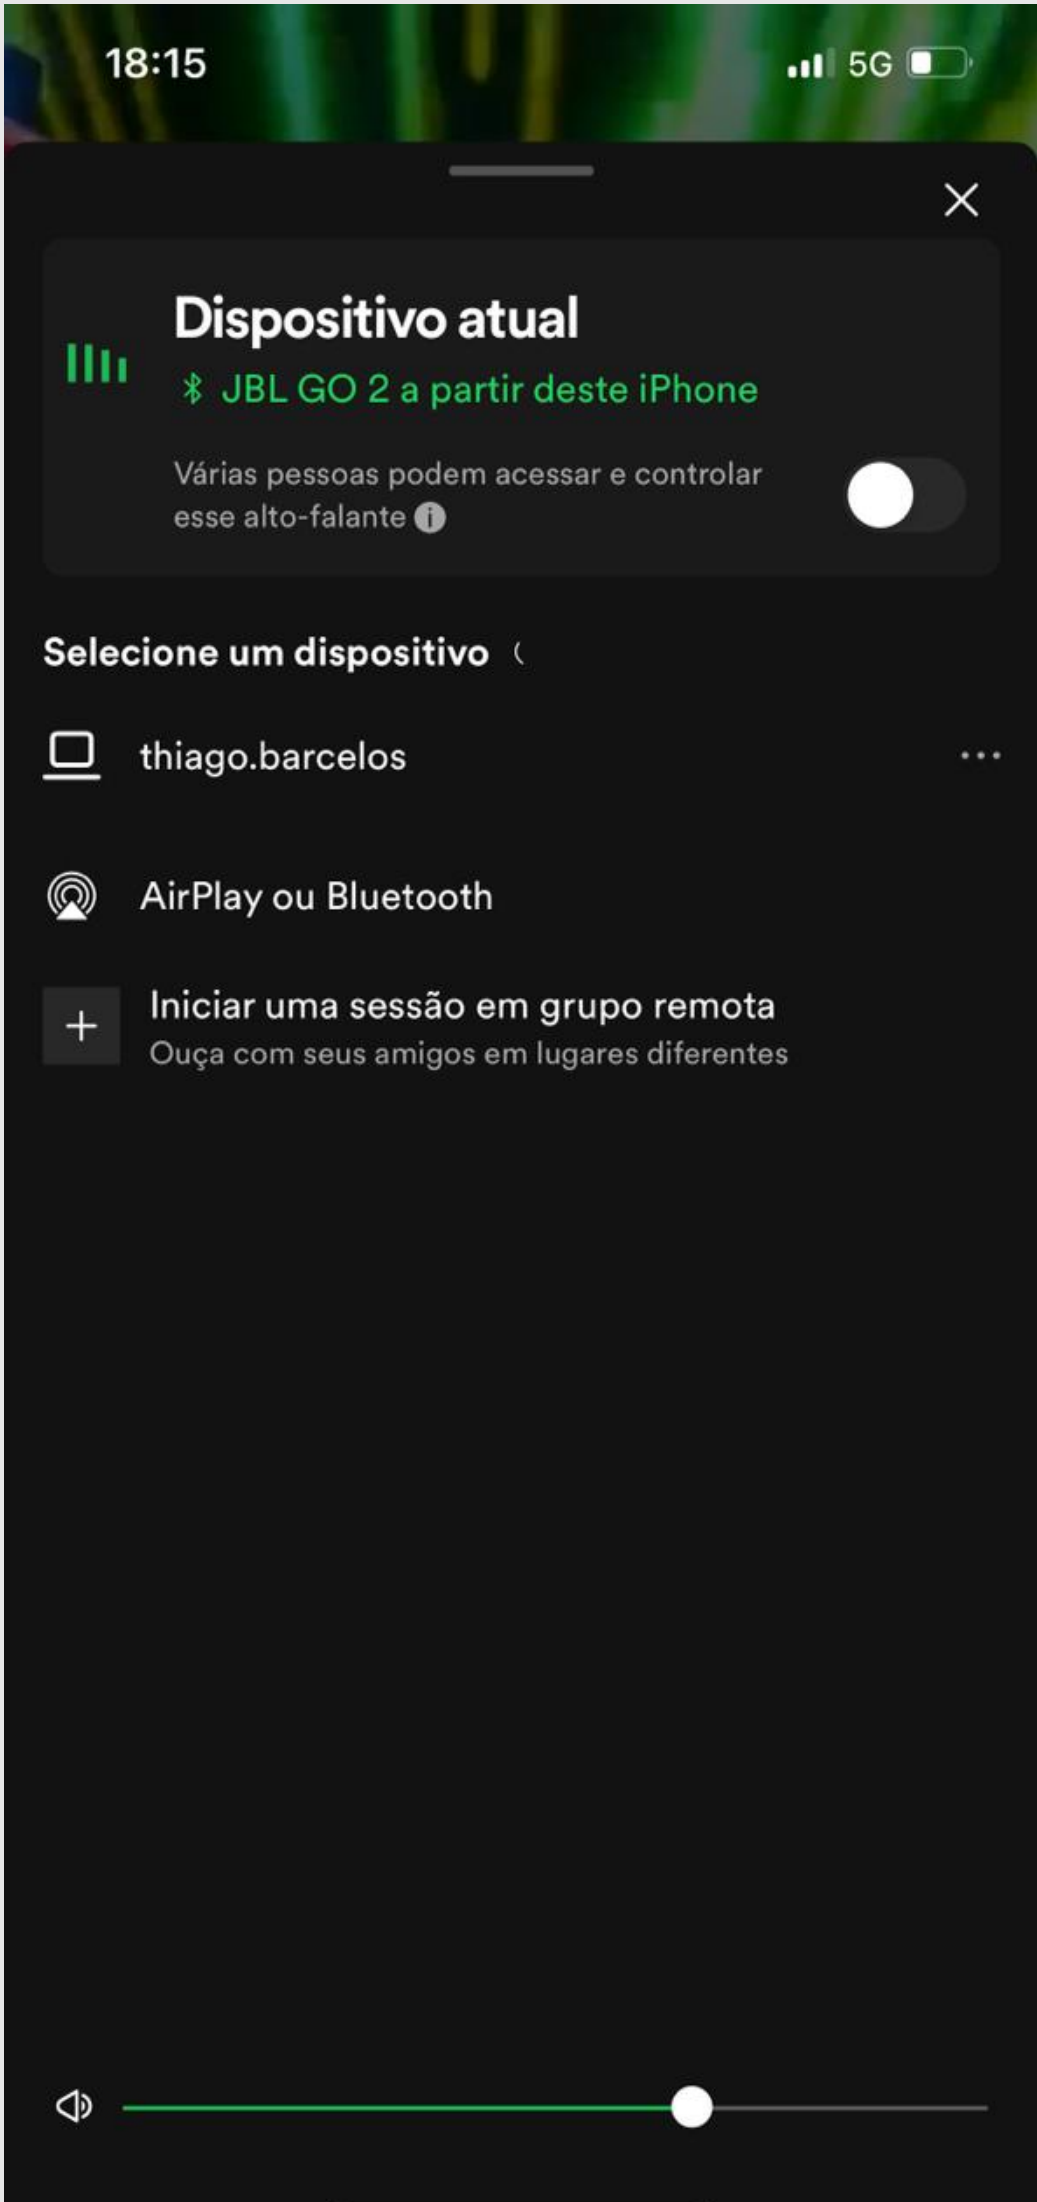 18:15
5G
Dispositivo atual
JBL GO 2 a partir deste iPhone
Várias pessoas podem acessar e controlar
esse alto-falante
Selecione um dispositivo
thiago.barcelos
AirPlay ou Bluetooth
Iniciar uma sessão em grupo remota
Ouça com seus amigos em lugares diferentes